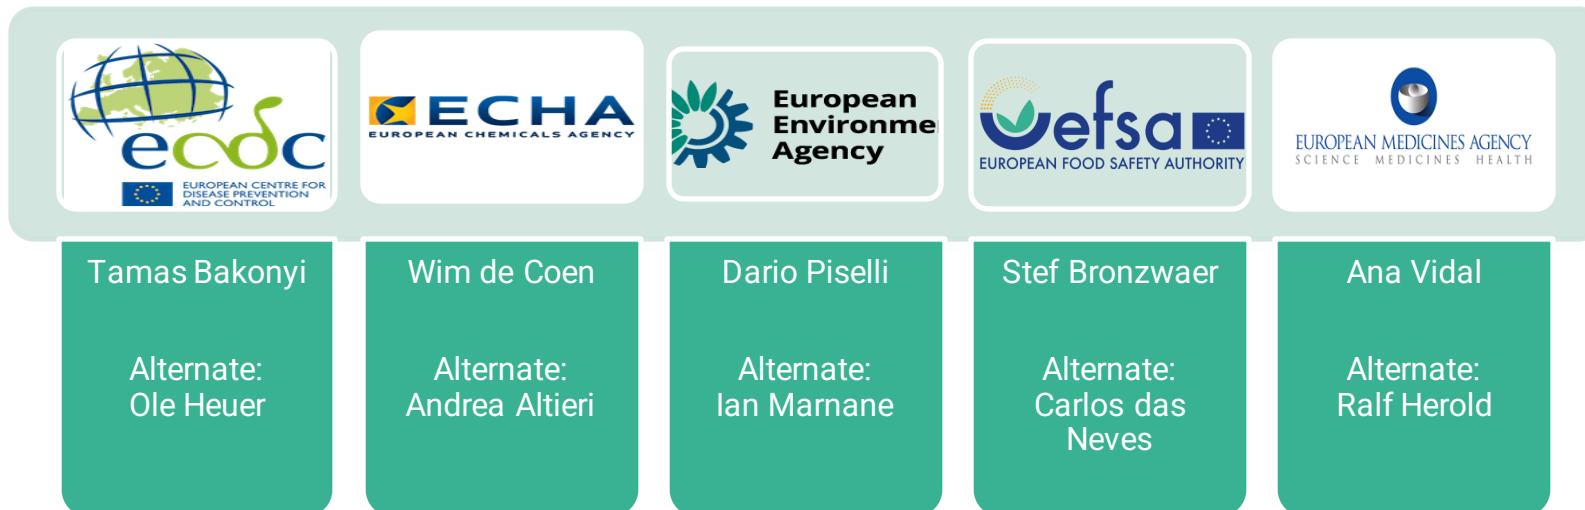 ecdc
EUROPEAN CENTRE FOR
DISEASE PREVENTION
AND CONTROL
ECHA
EUROPEAN CHEMICALS AGENCY
European
Environme
Agency
efsa
EUROPEAN FOOD SAFETY AUTHORITY
EUROPEAN MEDICINES AGENCY
SCIENCE MEDICINES HEALTH
Tamas Bakonyi
Alternate:
Ole Heuer
Wim de Coen
Alternate:
Andrea Altieri
Dario Piselli
Alternate:
Ian Marnane
Stef Bronzwaer
Alternate:
Carlos das
Neves
Ana Vidal
Alternate:
Ralf Herold